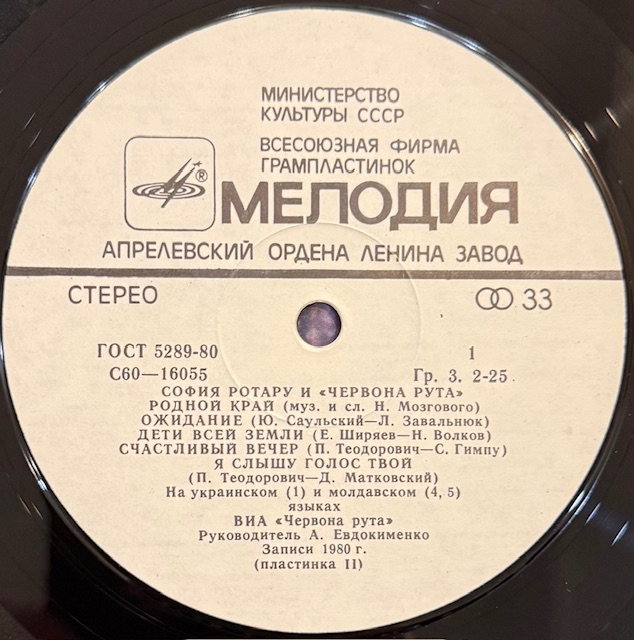 МИНИСТЕРСТВО
КУЛЬТУРЫ СССР
ВСЕСОЮЗНАЯ ФИРМА
ГРАМПЛАСТИНОК
®
МЕЛОДИЯ
АПРЕЛЕВСКИЙ ОРДЕНА ЛЕНИНА ЗАВОД
СТЕРЕО 33
ГОСТ 5289-80 1
С60—16055 Гр. 3. 2-25
СОФИЯ РОТАРУ И «ЧЕРВОНА РУТА»
РОДНОЙ КРАЙ (муз. и сл. Н. Мозгового)
ОЖИДАНИЕ (Ю. Саульский—Л. Завальнюк)
ДЕТИ ВСЕЙ ЗЕМЛИ (Е. Ширяев—Н. Волков)
СЧАСТЛИВЫЙ ВЕЧЕР (П. Теодорович—С. Гимпу)
Я СЛЫШУ ГОЛОС ТВОЙ
(П. Теодорович—Д. Матковский)
На украинском (1) и молдавском (4, 5)
языках
ВИА «Червона рута»
Руководитель А. Евдокименко
Записи 1980 г.
(пластинка II)